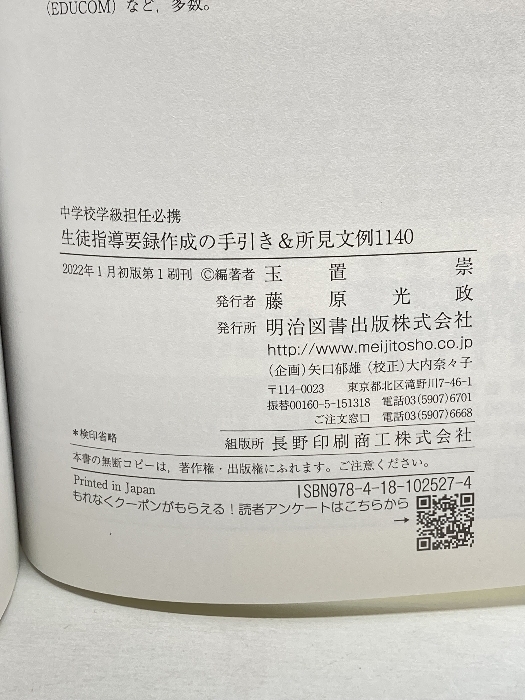 (EDUCOM) など，多数。
中学校学級担任必携
生徒指導要録作成の手引き＆所見文例1140
2022年1月初版第1刷刊 ©編著者 玉置崇
発行者 藤原光政
発行所 明治図書出版株式会社
http://www.meijitosho.co.jp
(企画)矢口郁雄 (校正)大内奈々子
〒114-0023 東京都北区滝野川7-46-1
振替00160-5-151318 電話03(5907)6701
ご注文窓口 電話03(5907)6668
*検印省略 組版所 長野印刷商工株式会社
本書の無断コピーは，著作権・出版権にふれます。ご注意ください。
Printed in Japan ISBN978-4-18-102527-4
もれなくクーポンがもらえる！読者アンケートはこちらから →